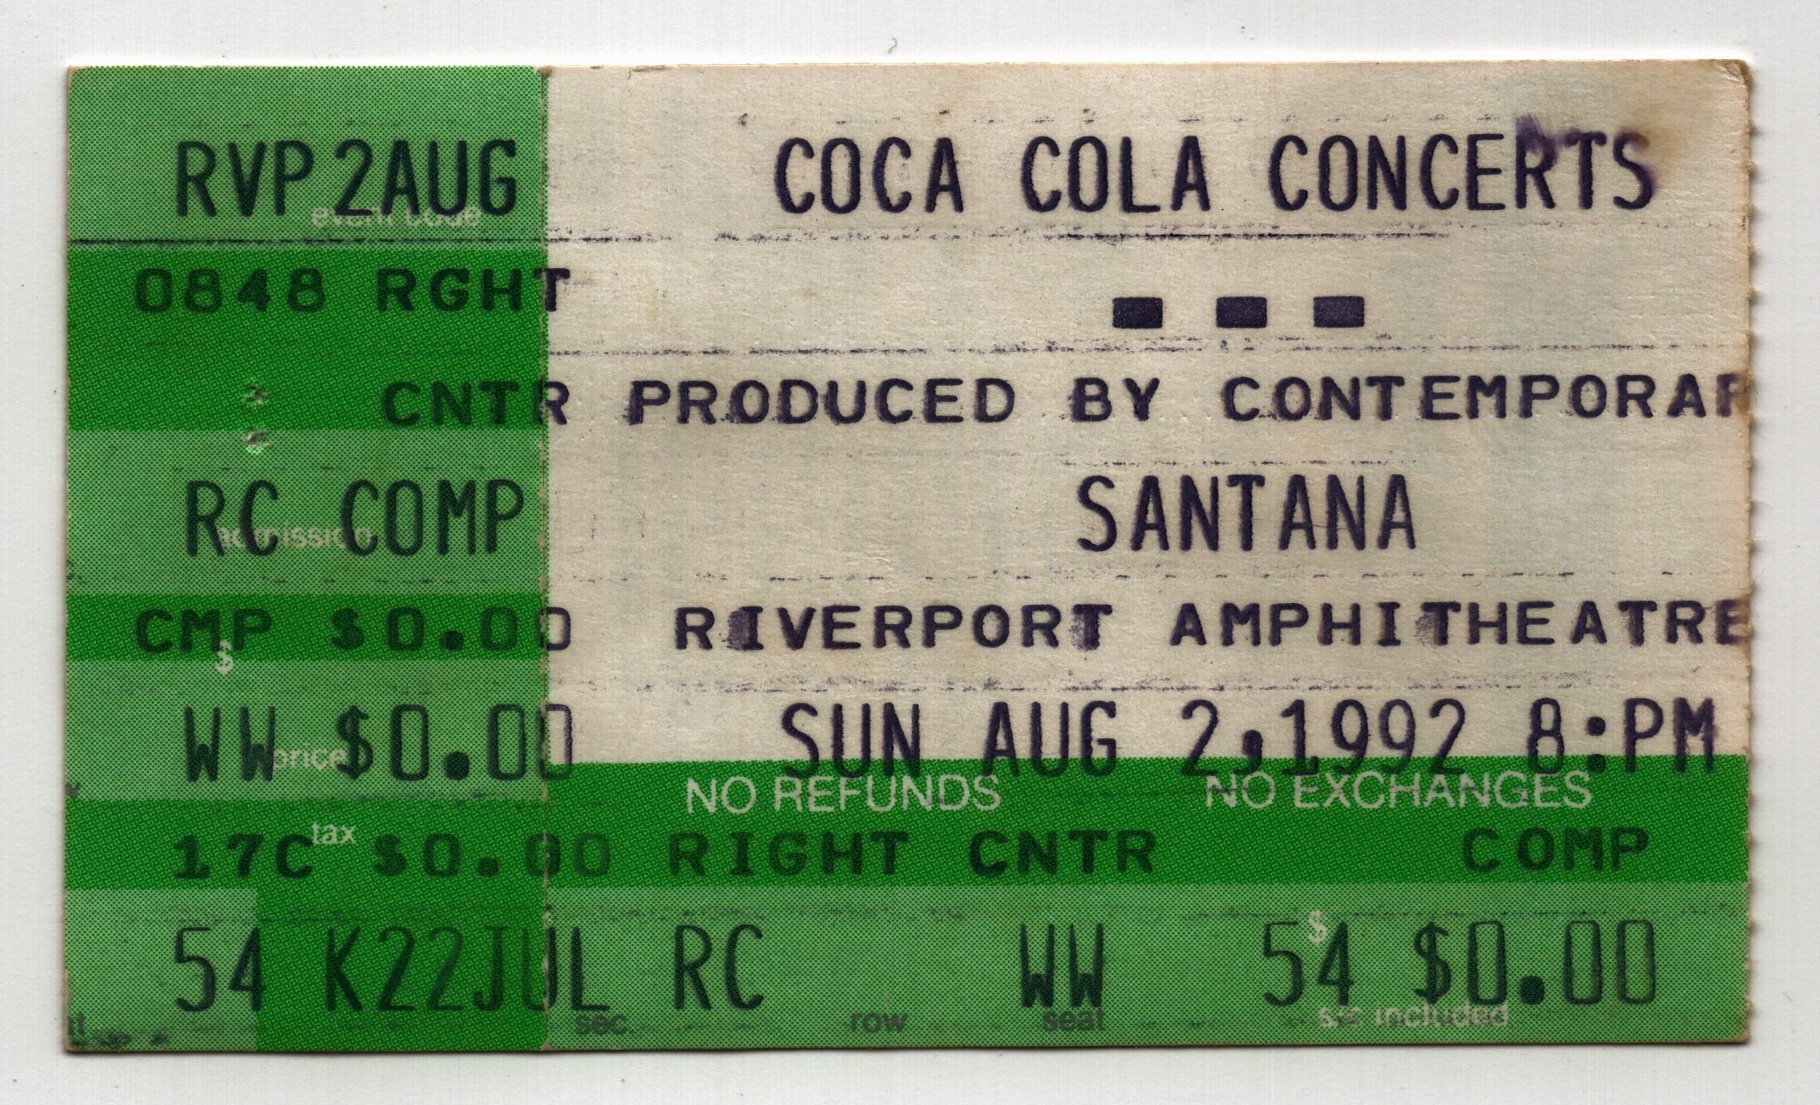 RVP 2AUG COCA COLA CONCERTS
event code
0848 RGHT
CNTR PRODUCED BY CONTEMPORAR
RC COMP SANTANA
admission
CMP $0.00 RIVERPORT AMPHITHEATRE
$
WW $0.00 SUN AUG 2,1992 8:PM
price
NO REFUNDS NO EXCHANGES
tax
17C $0.00 RIGHT CNTR COMP
54 K22JUL RC WW 54 $0.00
$
sec. row seat s/c included